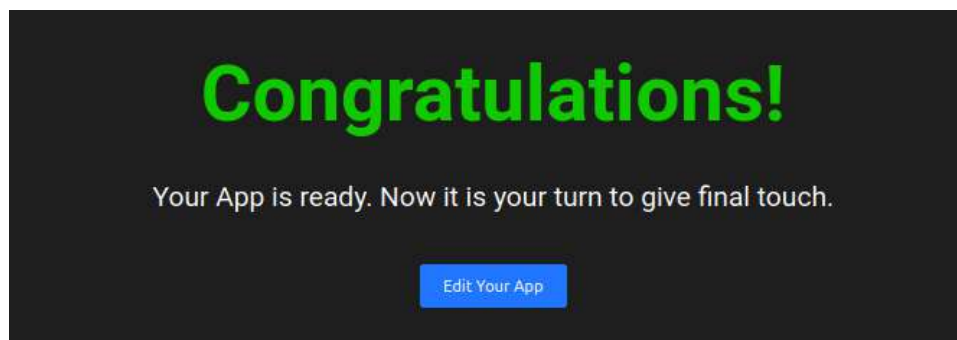 Congratulations!
Your App is ready. Now it is your turn to give final touch.
Edit Your App